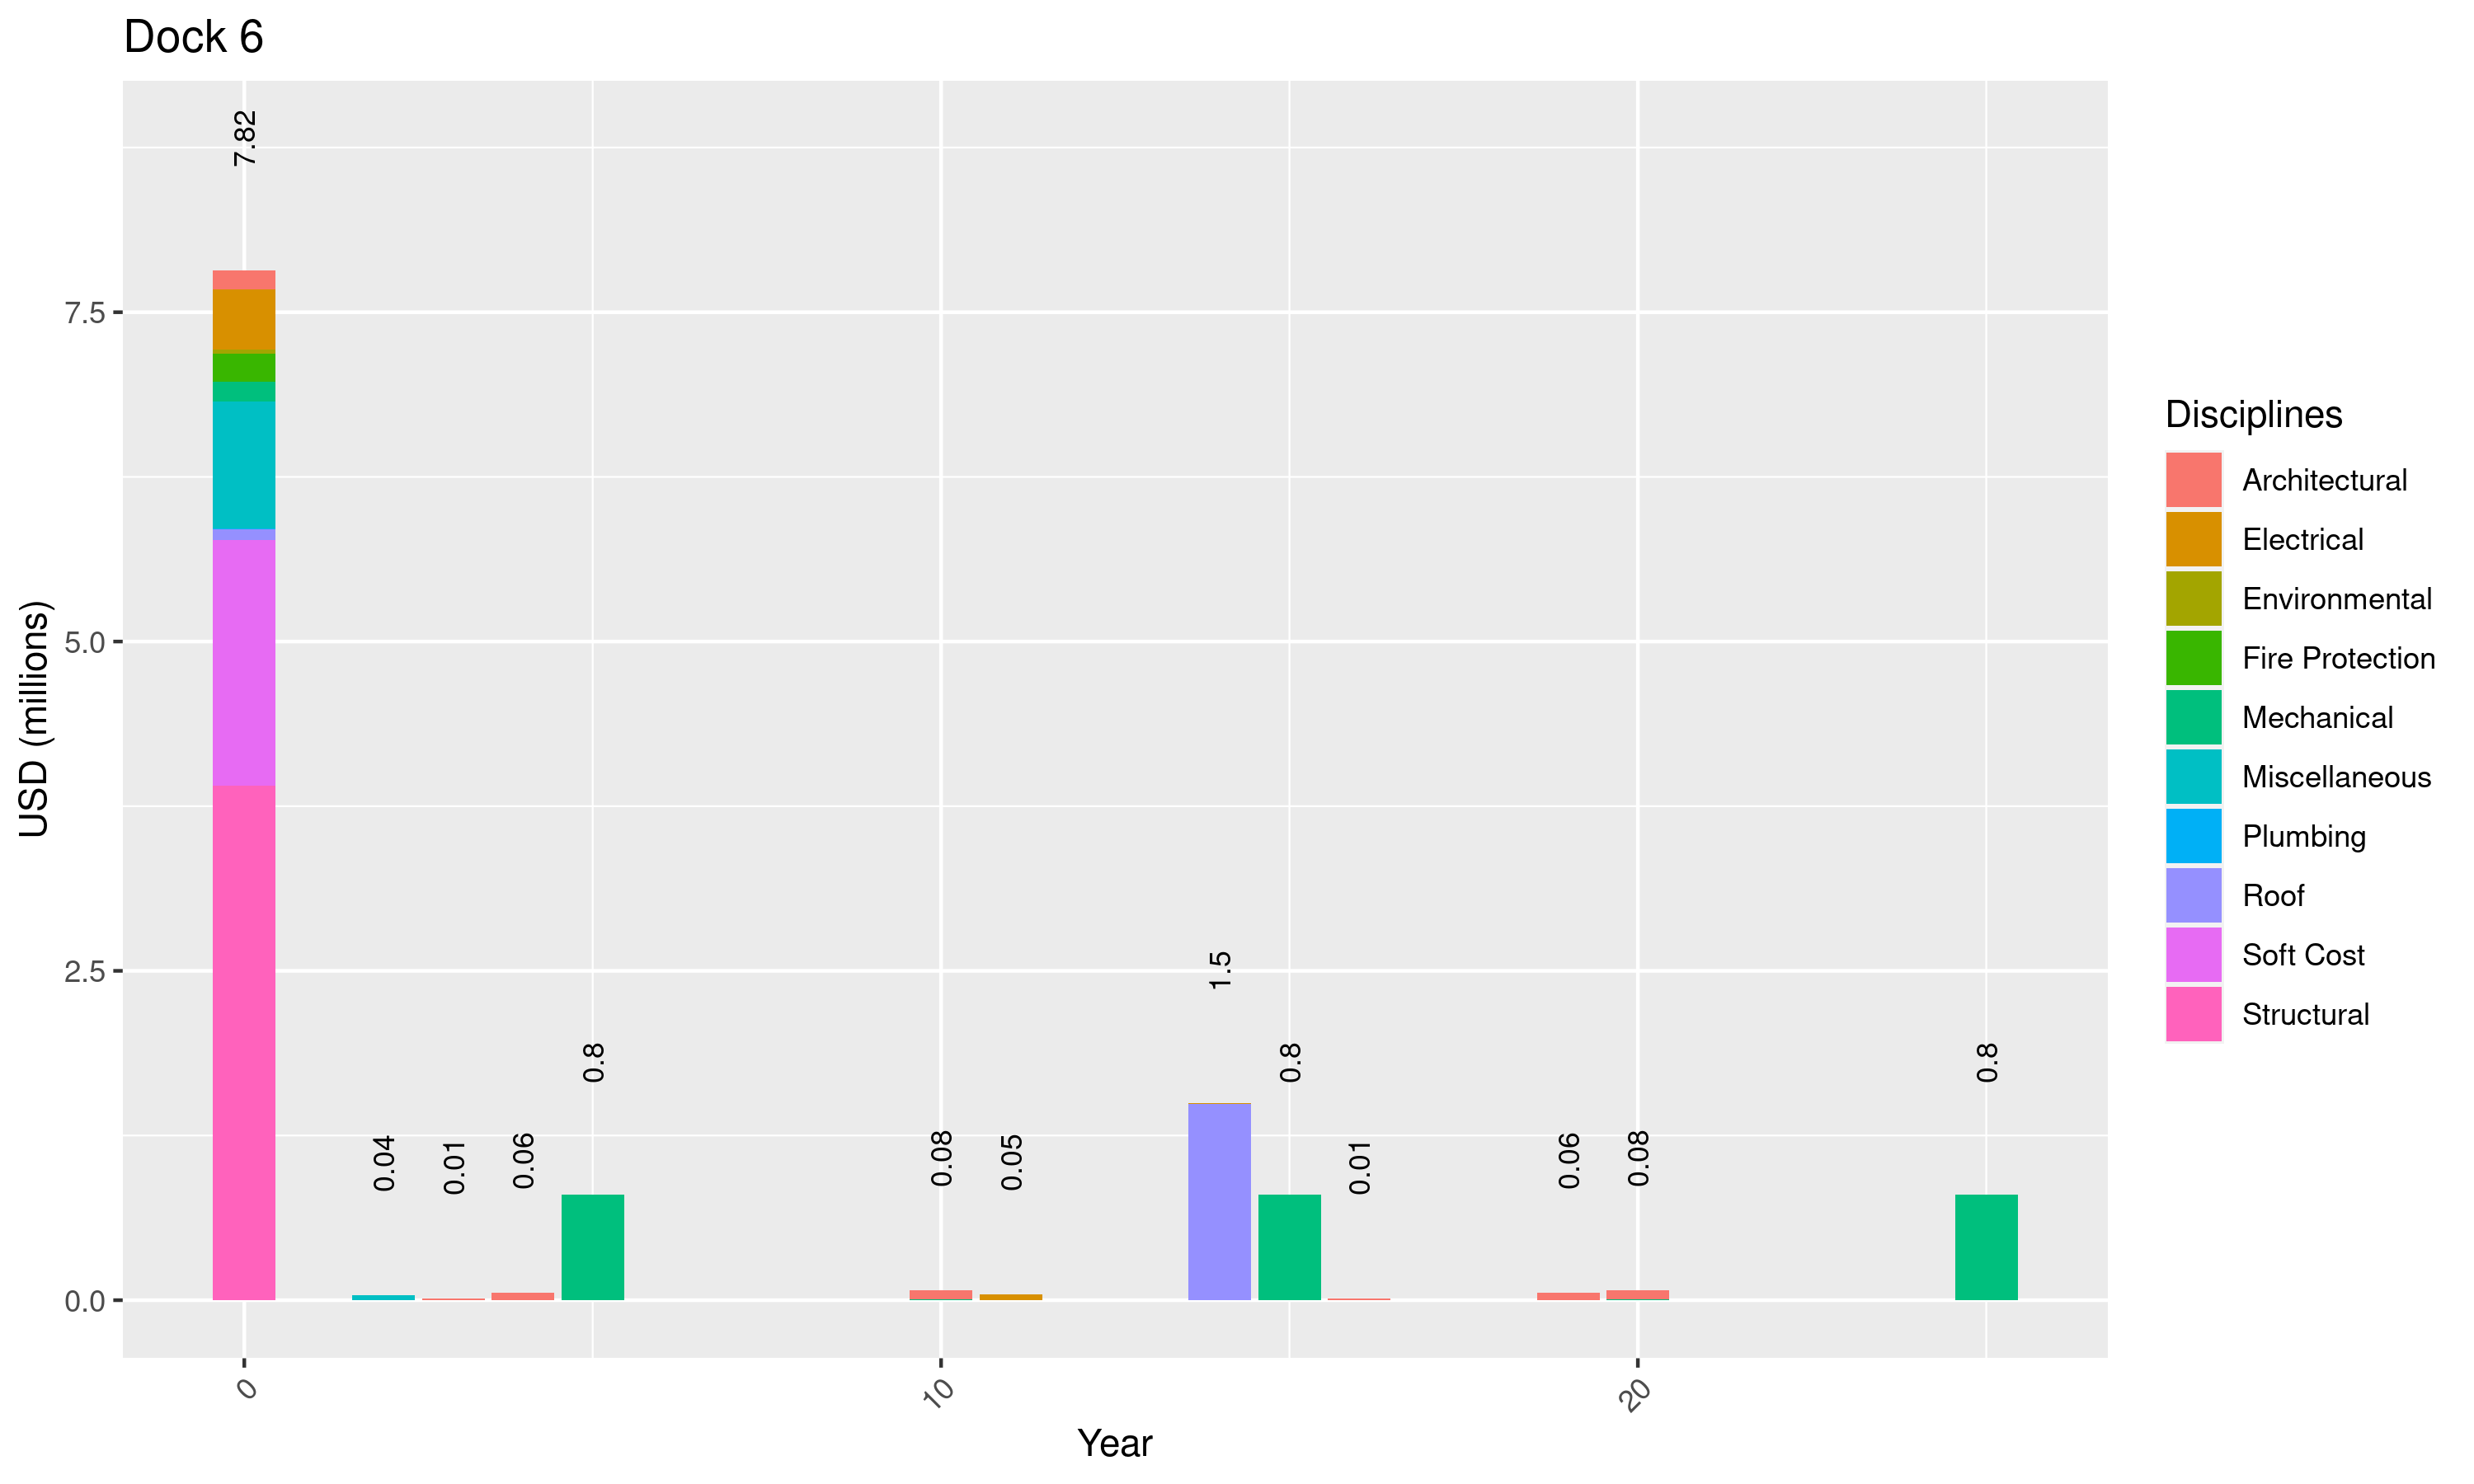 Dock 6
USD (millions)
7.5
5.0
2.5
0.0
7.82
0.04
0.01
0.06
0.8
0.08
0.05
1.5
0.8
0.01
0.06
0.08
0.8
0
10
20
Year
Disciplines
Architectural
Electrical
Environmental
Fire Protection
Mechanical
Miscellaneous
Plumbing
Roof
Soft Cost
Structural